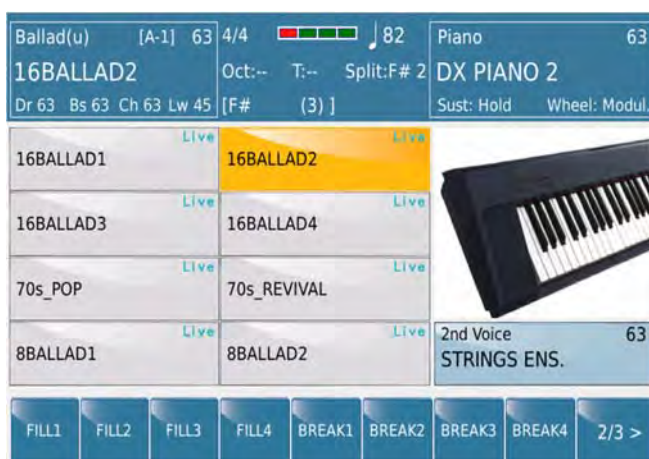 Ballad(u) [A-1] 63
16BALLAD2
Dr 63 Bs 63 Ch 63 Lw 45
4/4 82
Oct:-- T:-- Split:F# 2
[F# (3) ]
Piano 63
DX PIANO 2
Sust: Hold Wheel: Modul.
Live
16BALLAD1
Live
16BALLAD2
Live
16BALLAD3
Live
16BALLAD4
Live
70s_POP
Live
70s_REVIVAL
Live
8BALLAD1
Live
8BALLAD2
2nd Voice 63
STRINGS ENS.
FILL1 FILL2 FILL3 FILL4 BREAK1 BREAK2 BREAK3 BREAK4 2/3 >